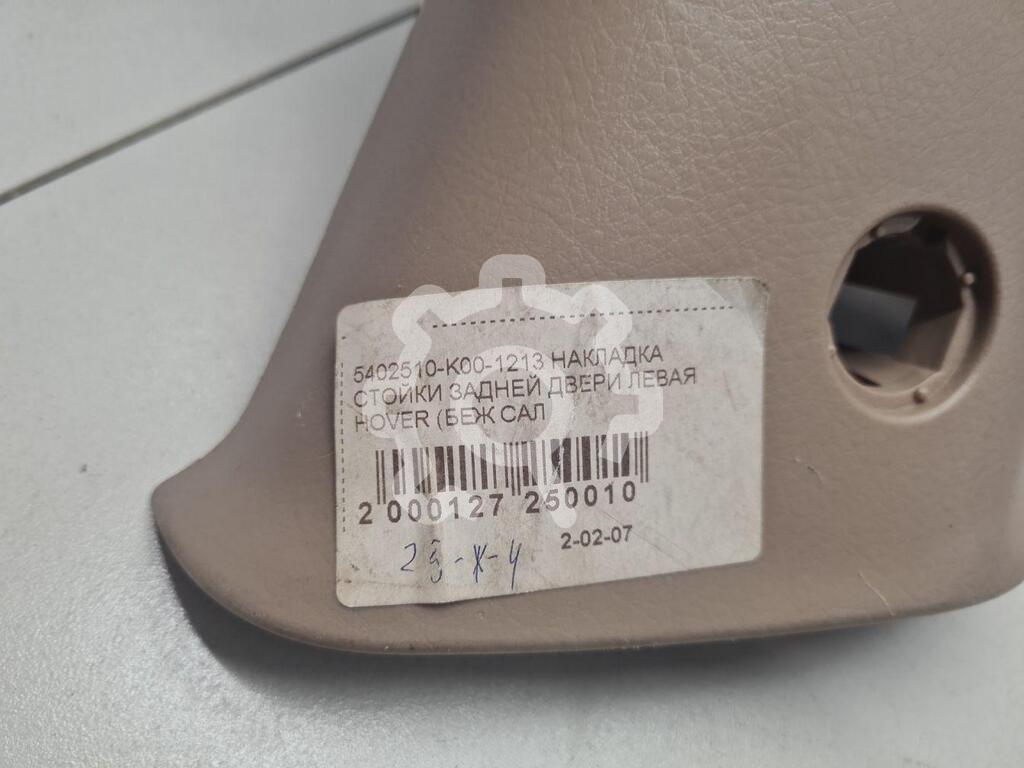 5402510-K00-1213 НАКЛАДКА
СТОЙКИ ЗАДНЕЙ ДВЕРИ ЛЕВАЯ
HOVER (БЕЖ САЛ
2 000127 250010
2-02-07